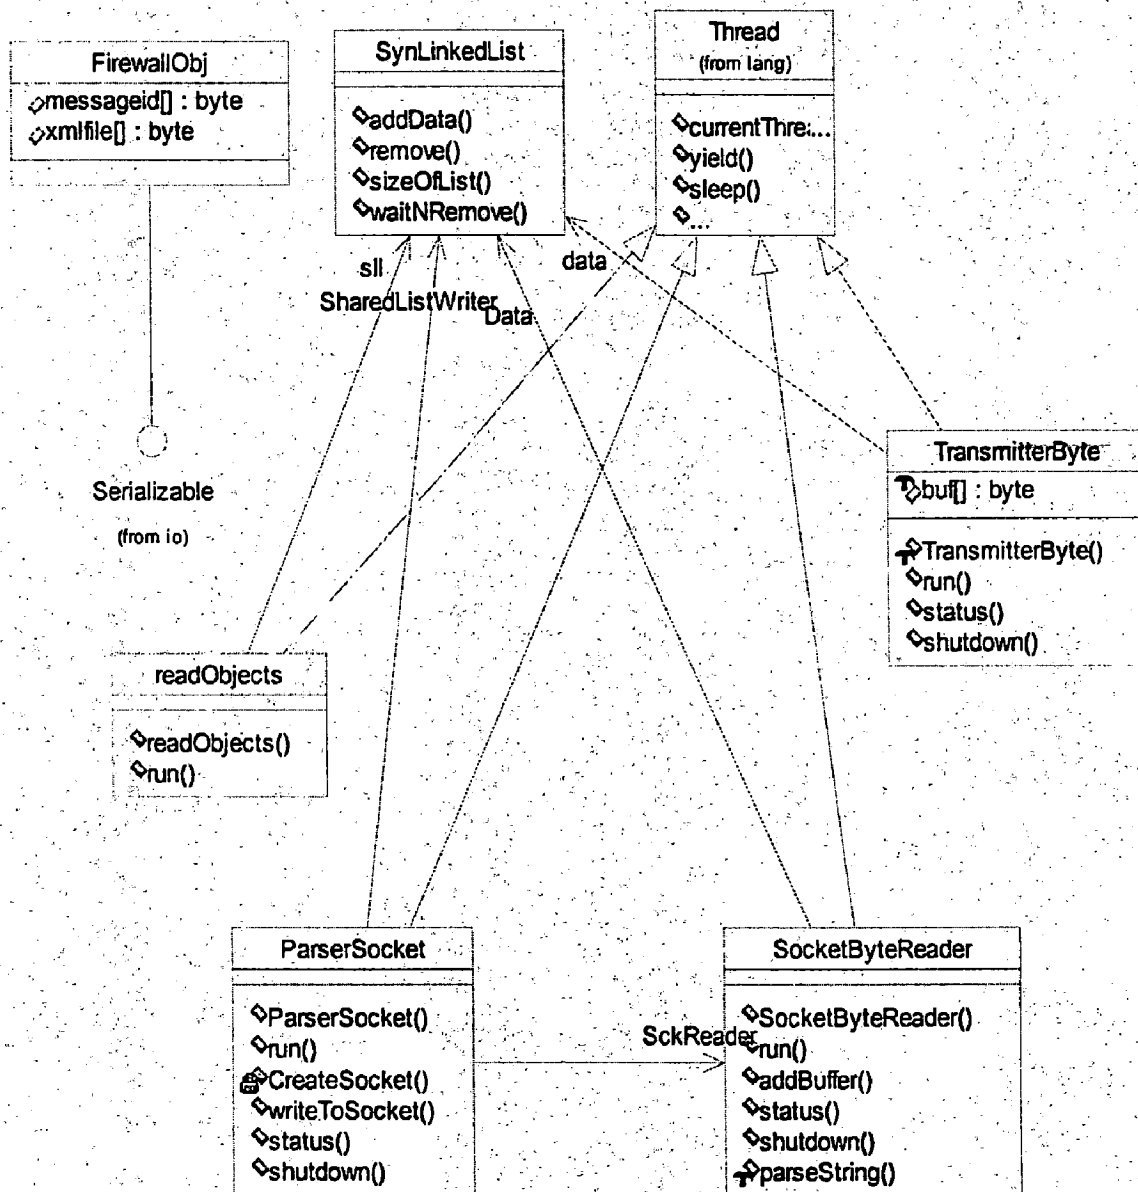 FirewallObj
messageid[] : byte
xmlfile[] : byte
SynLinkedList
addData()
remove()
sizeOfList()
waitNRemove()
Thread
(from lang)
currentThre...
yield()
sleep()
...
sll
data
SharedListWriter
Data
Serializable
(from io)
TransmitterByte
buf[] : byte
TransmitterByte()
run()
status()
shutdown()
readObjects
readObjects()
run()
ParserSocket
ParserSocket()
run()
CreateSocket()
writeToSocket()
status()
shutdown()
SckReader
SocketByteReader
SocketByteReader()
run()
addBuffer()
status()
shutdown()
parseString()